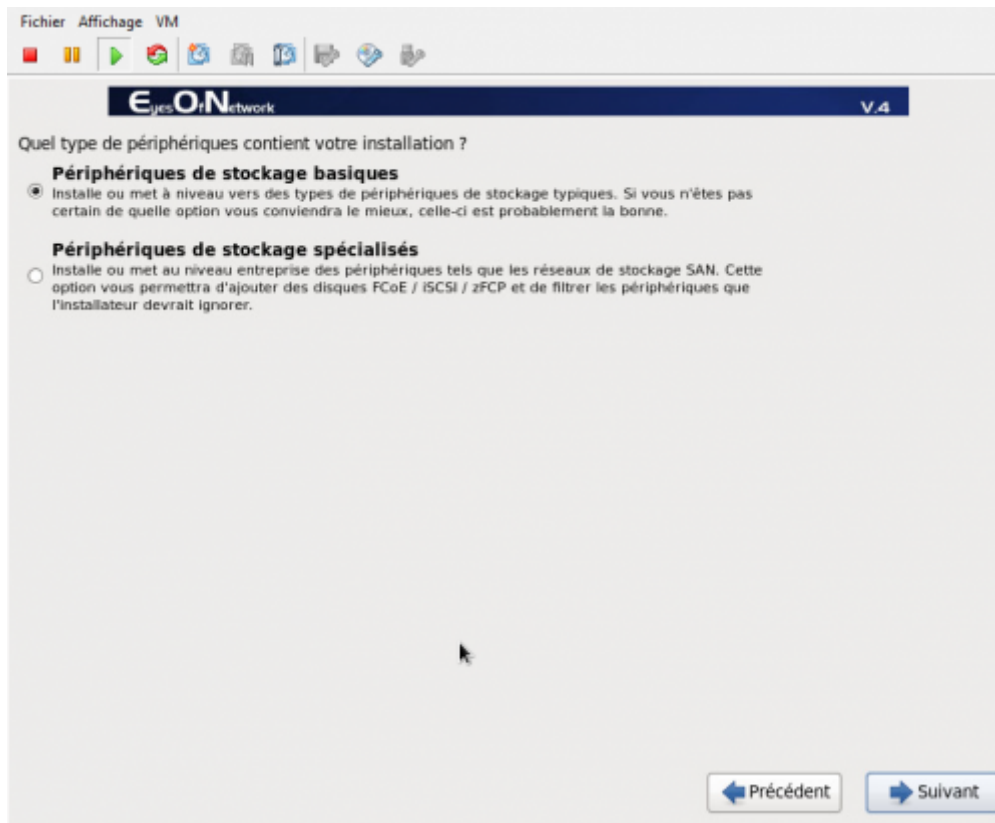 Fichier Affichage VM
EyesOfNetwork V.4
Quel type de périphériques contient votre installation ?
Périphériques de stockage basiques
Installe ou met à niveau vers des types de périphériques de stockage typiques. Si vous n'êtes pas
certain de quelle option vous conviendra le mieux, celle-ci est probablement la bonne.
Périphériques de stockage spécialisés
Installe ou met au niveau entreprise des périphériques tels que les réseaux de stockage SAN. Cette
option vous permettra d'ajouter des disques FCoE / iSCSI / zFCP et de filtrer les périphériques que
l'installateur devrait ignorer.
Précédent Suivant